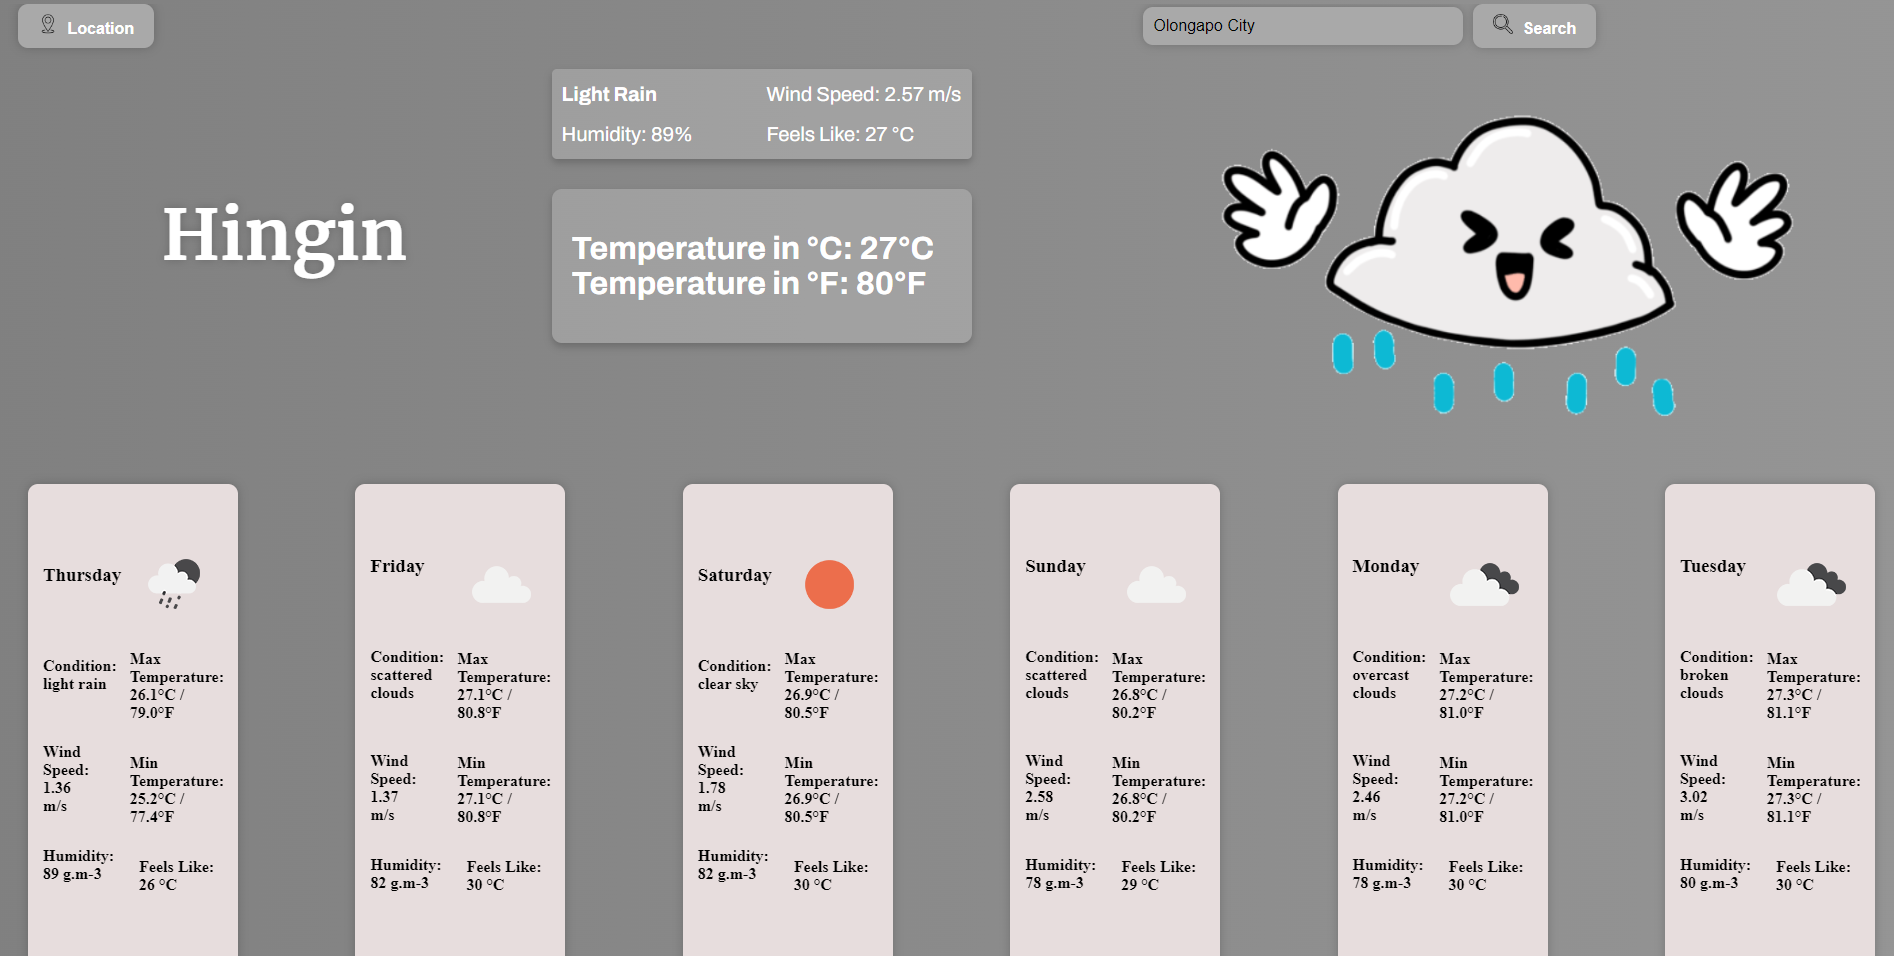 Location
Olongapo City
Search
Light Rain
Wind Speed: 2.57 m/s
Humidity: 89%
Feels Like: 27 °C
Hingin
Temperature in °C: 27°C
Temperature in °F: 80°F
Thursday
Condition:
light rain
Max
Temperature:
26.1°C /
79.0°F
Wind
Speed:
1.36
m/s
Min
Temperature:
25.2°C /
77.4°F
Humidity:
89 g.m-3
Feels Like:
26 °C
Friday
Condition:
scattered
clouds
Max
Temperature:
27.1°C /
80.8°F
Wind
Speed:
1.37
m/s
Min
Temperature:
27.1°C /
80.8°F
Humidity:
82 g.m-3
Feels Like:
30 °C
Saturday
Condition:
clear sky
Max
Temperature:
26.9°C /
80.5°F
Wind
Speed:
1.78
m/s
Min
Temperature:
26.9°C /
80.5°F
Humidity:
82 g.m-3
Feels Like:
30 °C
Sunday
Condition:
scattered
clouds
Max
Temperature:
26.8°C /
80.2°F
Wind
Speed:
2.58
m/s
Min
Temperature:
26.8°C /
80.2°F
Humidity:
78 g.m-3
Feels Like:
29 °C
Monday
Condition:
overcast
clouds
Max
Temperature:
27.2°C /
81.0°F
Wind
Speed:
2.46
m/s
Min
Temperature:
27.2°C /
81.0°F
Humidity:
78 g.m-3
Feels Like:
30 °C
Tuesday
Condition:
broken
clouds
Max
Temperature:
27.3°C /
81.1°F
Wind
Speed:
3.02
m/s
Min
Temperature:
27.3°C /
81.1°F
Humidity:
80 g.m-3
Feels Like:
30 °C